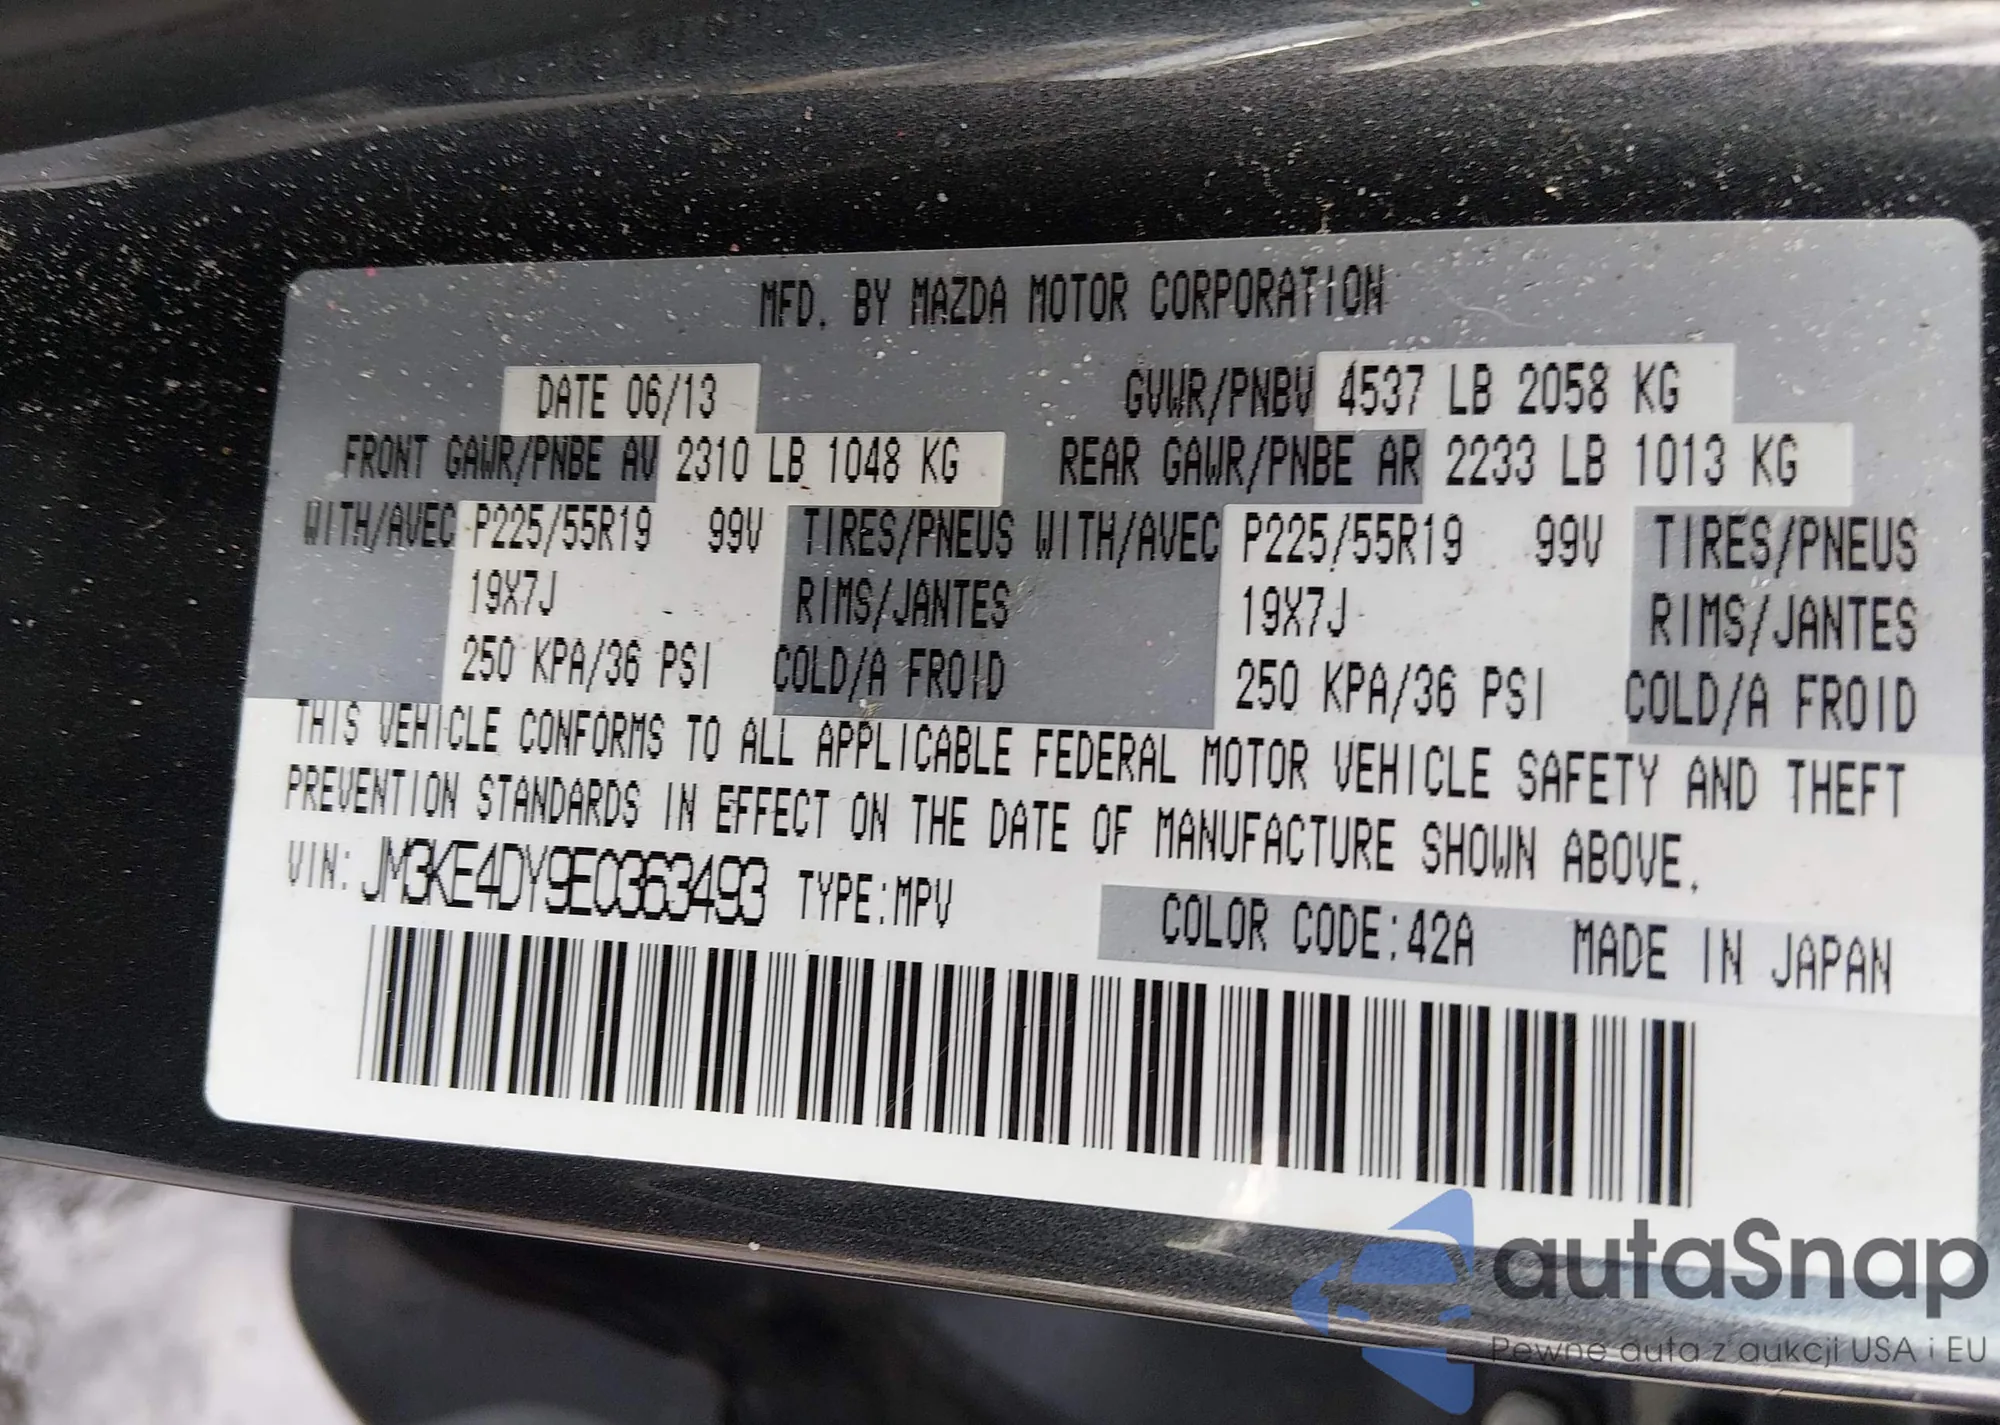 MFD. BY MAZDA MOTOR CORPORATION
DATE 06/13 GVWR/PNBV 4537 LB 2058 KG
FRONT GAWR/PNBE AV 2310 LB 1048 KG REAR GAWR/PNBE AR 2233 LB 1013 KG
WITH/AVEC P225/55R19 99V TIRES/PNEUS WITH/AVEC P225/55R19 99V TIRES/PNEUS
19X7J RIMS/JANTES 19X7J RIMS/JANTES
250 KPA/36 PSI COLD/A FROID 250 KPA/36 PSI COLD/A FROID
THIS VEHICLE CONFORMS TO ALL APPLICABLE FEDERAL MOTOR VEHICLE SAFETY AND THEFT
PREVENTION STANDARDS IN EFFECT ON THE DATE OF MANUFACTURE SHOWN ABOVE.
VIN: JM3KE4DY9E0363493 TYPE:MPV
COLOR CODE:42A MADE IN JAPAN
autaSnap
Pewne auta z aukcji USA i EU